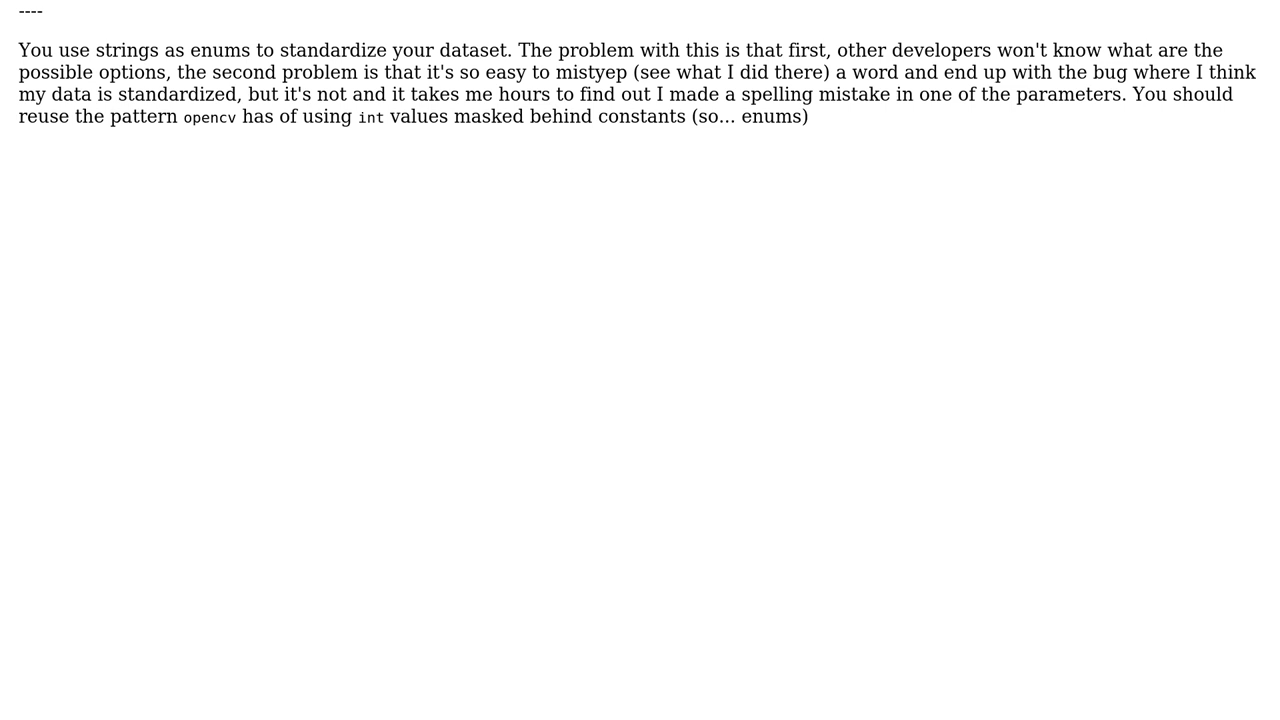 ----
You use strings as enums to standardize your dataset. The problem with this is that first, other developers won't know what are the
possible options, the second problem is that it's so easy to mistyep (see what I did there) a word and end up with the bug where I think
my data is standardized, but it's not and it takes me hours to find out I made a spelling mistake in one of the parameters. You should
reuse the pattern opencv has of using int values masked behind constants (so... enums)